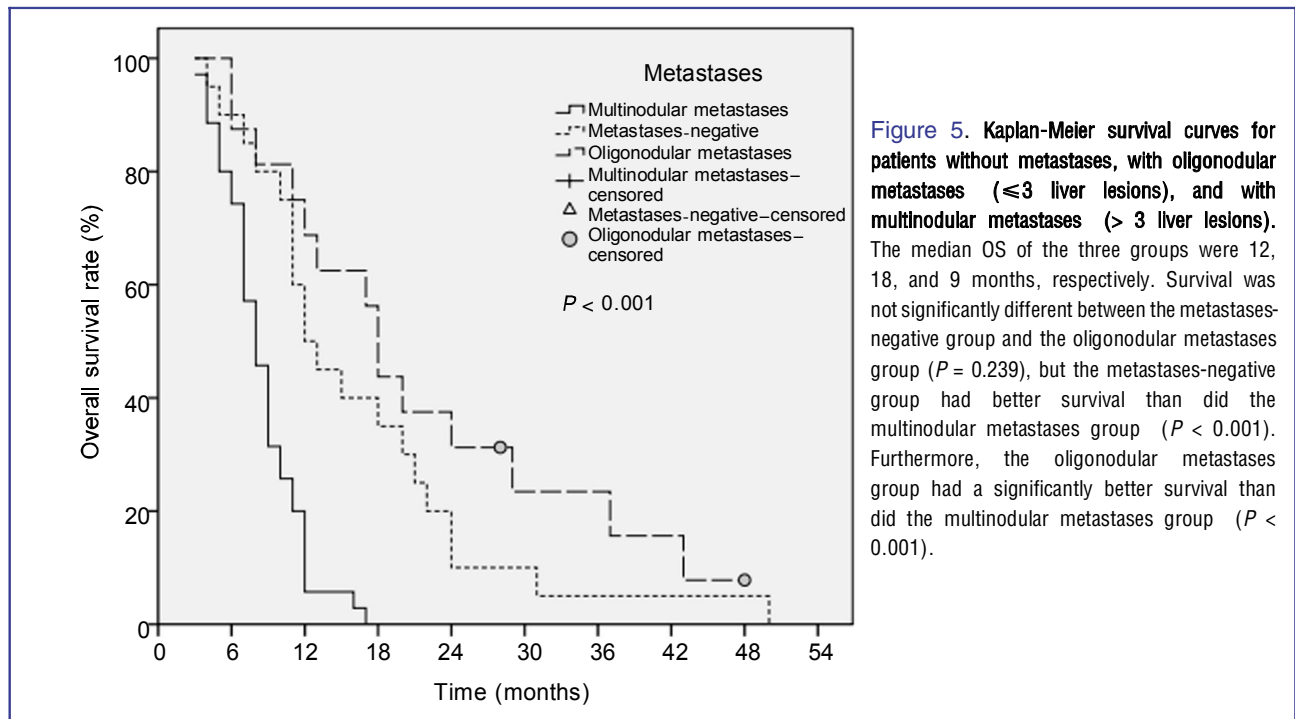 100
80
60
40
20
0
Overall survival rate (%)
0 6 12 18 24 30 36 42 48 54
Time (months)
Metastases
Multinodular metastases
Metastases-negative
Oligonodular metastases
Multinodular metastases–
censored
Metastases-negative–censored
Oligonodular metastases–
censored
P < 0.001
Figure 5. Kaplan-Meier survival curves for
patients without metastases, with oligonodular
metastases (⩽3 liver lesions), and with
multinodular metastases (> 3 liver lesions).
The median OS of the three groups were 12,
18, and 9 months, respectively. Survival was
not significantly different between the metastases-
negative group and the oligonodular metastases
group (P = 0.239), but the metastases-negative
group had better survival than did the
multinodular metastases group (P < 0.001).
Furthermore, the oligonodular metastases
group had a significantly better survival than
did the multinodular metastases group (P <
0.001).